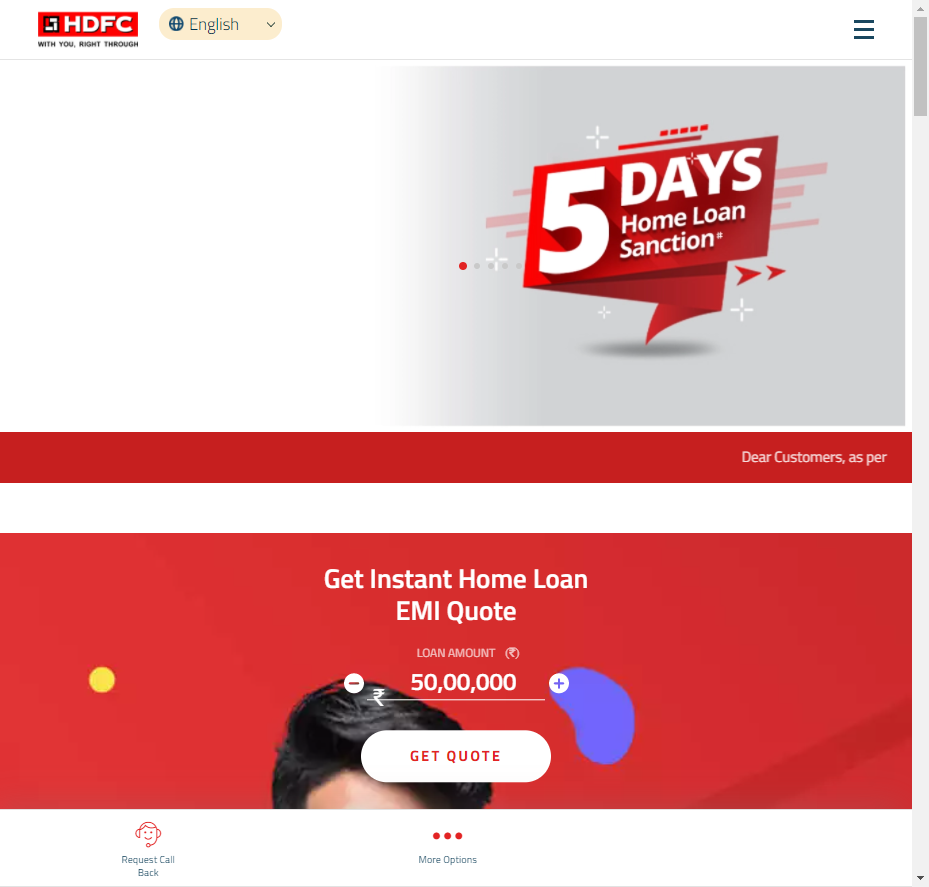 HDFC
WITH YOU, RIGHT THROUGH
English
5 DAYS
Home Loan
Sanction#
Dear Customers, as per
Get Instant Home Loan
EMI Quote
LOAN AMOUNT (₹)
₹ 50,00,000
GET QUOTE
Request Call
Back
More Options